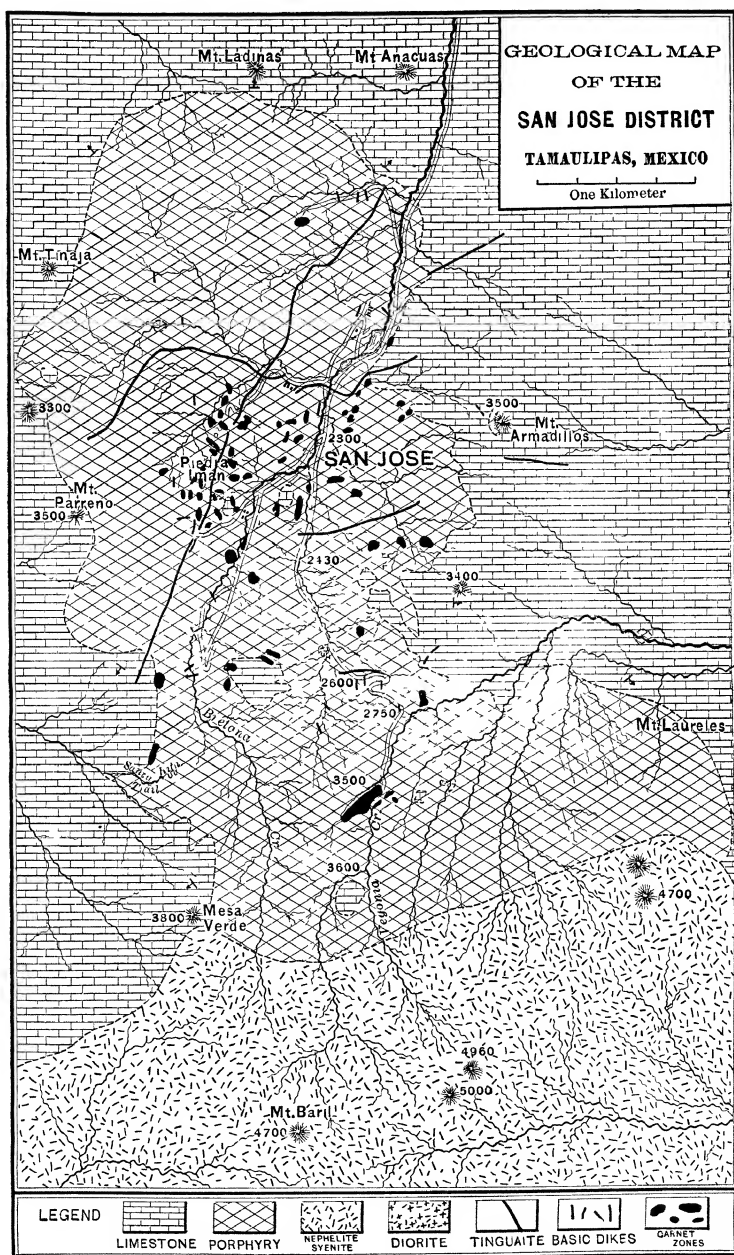 GEOLOGICAL MAP
OF THE
SAN JOSE DISTRICT
TAMAULIPAS, MEXICO
One Kilometer
Mt. Ladinas
Mt Anacuas
Mt. Tinaja
3300
3500
Mt.
Armadillos
2300
SAN JOSE
Piedra
Iman
Mt.
Parreno
3500
2430
3400
2600
2750
Mt. Laureles
Trail
3500
Cr.
Cr.
3600
4700
3800
Mesa
Verde
4960
5000
Mt. Baril
4700
LEGEND
LIMESTONE
PORPHYRY
NEPHELITE
SYENITE
DIORITE
TINGUAITE
BASIC DIKES
GARNET
ZONES